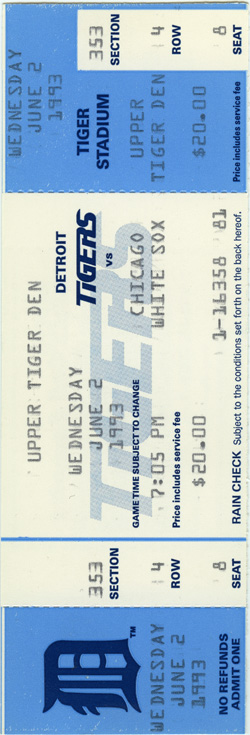 D
TM
WEDNESDAY
JUNE 2
1993
NO REFUNDS
ADMIT ONE
353
SECTION
4
ROW
8
SEAT
UPPER TIGER DEN
DETROIT
TIGERS
VS
TIGERS
WEDNESDAY
JUNE 2
1993
CHICAGO
WHITE SOX
GAME TIME SUBJECT TO CHANGE
7:05 PM
Price includes service fee
$20.00
1-16358 81
RAIN CHECK Subject to the conditions set forth on the back hereof.
WEDNESDAY
JUNE 2
1993
TIGER
STADIUM
UPPER
TIGER DEN
$20.00
Price includes service fee
353
SECTION
4
ROW
8
SEAT